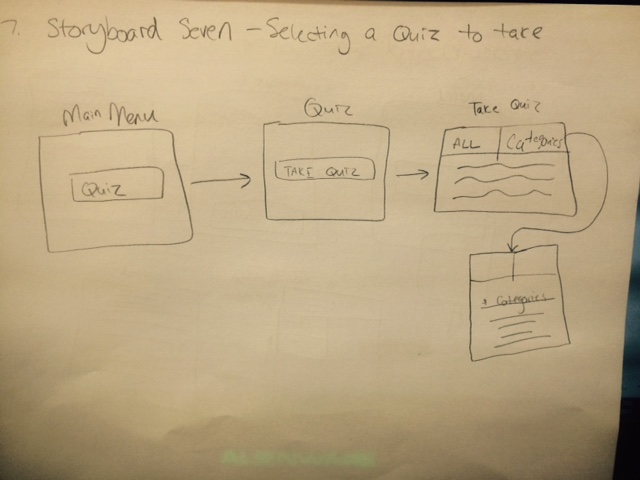 7. Storyboard Seven - Selecting a Quiz to take
Main Menu
Quiz
Take Quiz
Quiz
TAKE QUIZ
ALL
Categories
Categories